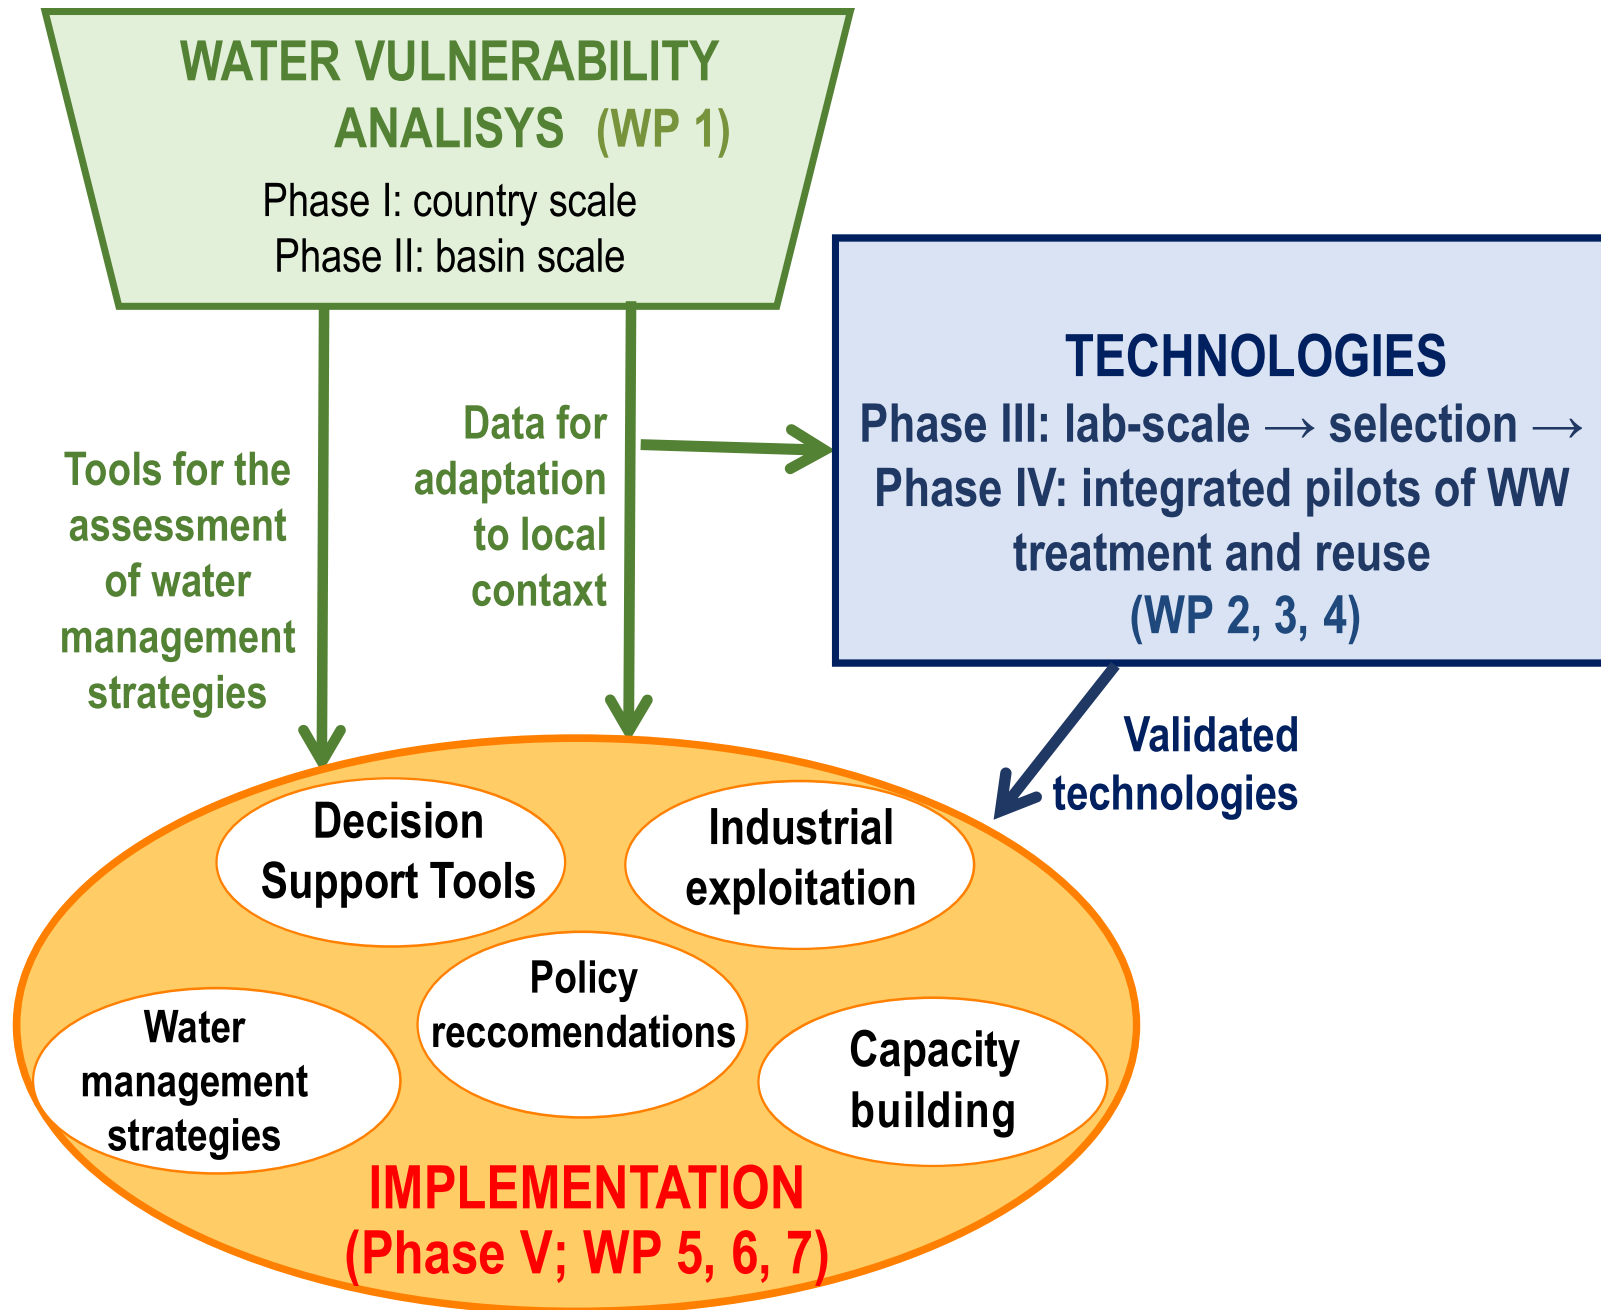 WATER VULNERABILITY
ANALISYS (WP 1)
Phase I: country scale
Phase II: basin scale
TECHNOLOGIES
Phase III: lab-scale → selection →
Phase IV: integrated pilots of WW
treatment and reuse
(WP 2, 3, 4)
Tools for the
assessment
of water
management
strategies
Data for
adaptation
to local
contaxt
Validated
technologies
Decision
Support Tools
Industrial
exploitation
Policy
reccomendations
Water
management
strategies
Capacity
building
IMPLEMENTATION
(Phase V; WP 5, 6, 7)